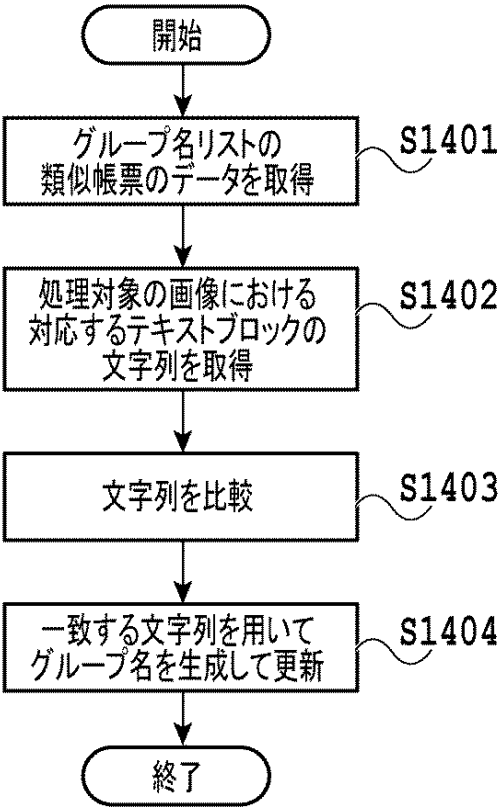 開始
グループ名リストの
類似帳票のデータを取得
S1401
処理対象の画像における
対応するテキストブロックの
文字列を取得
S1402
文字列を比較
S1403
一致する文字列を用いて
グループ名を生成して更新
S1404
終了